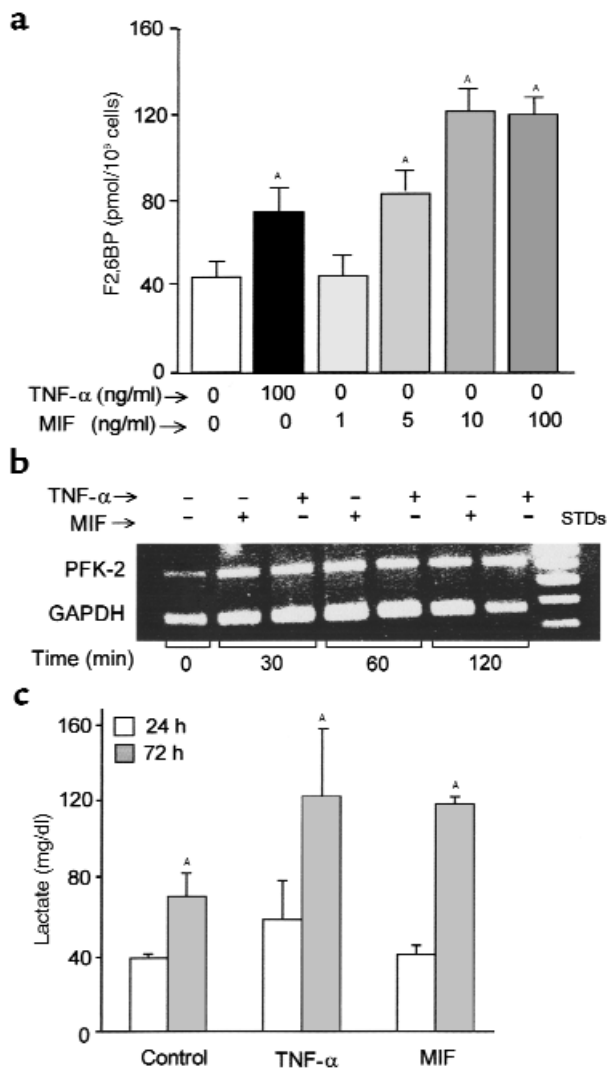 a
160
A
A
A
120
A
80
40
0
F2,6BP (pmol/10⁶ cells)
TNF-α (ng/ml)→ 0 100 0 0 0 0
MIF (ng/ml)→ 0 0 1 5 10 100
b
TNF-α→ – – + – + – +
MIF→ – + – + – + – STDs
PFK-2
GAPDH
Time (min) 0 30 60 120
c
160
24 h
72 h
A
A
120
A
80
40
0
Lactate (mg/dl)
Control TNF-α MIF